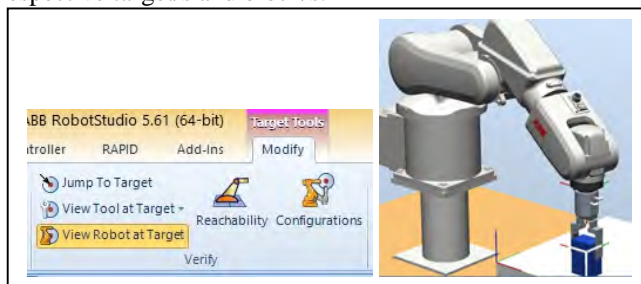 ABB RobotStudio 5.61 (64-bit)
Target Tools
RAPID
Add-Ins
Modify
Jump To Target
View Tool at Target
View Robot at Target
Reachability
Configurations
Verify